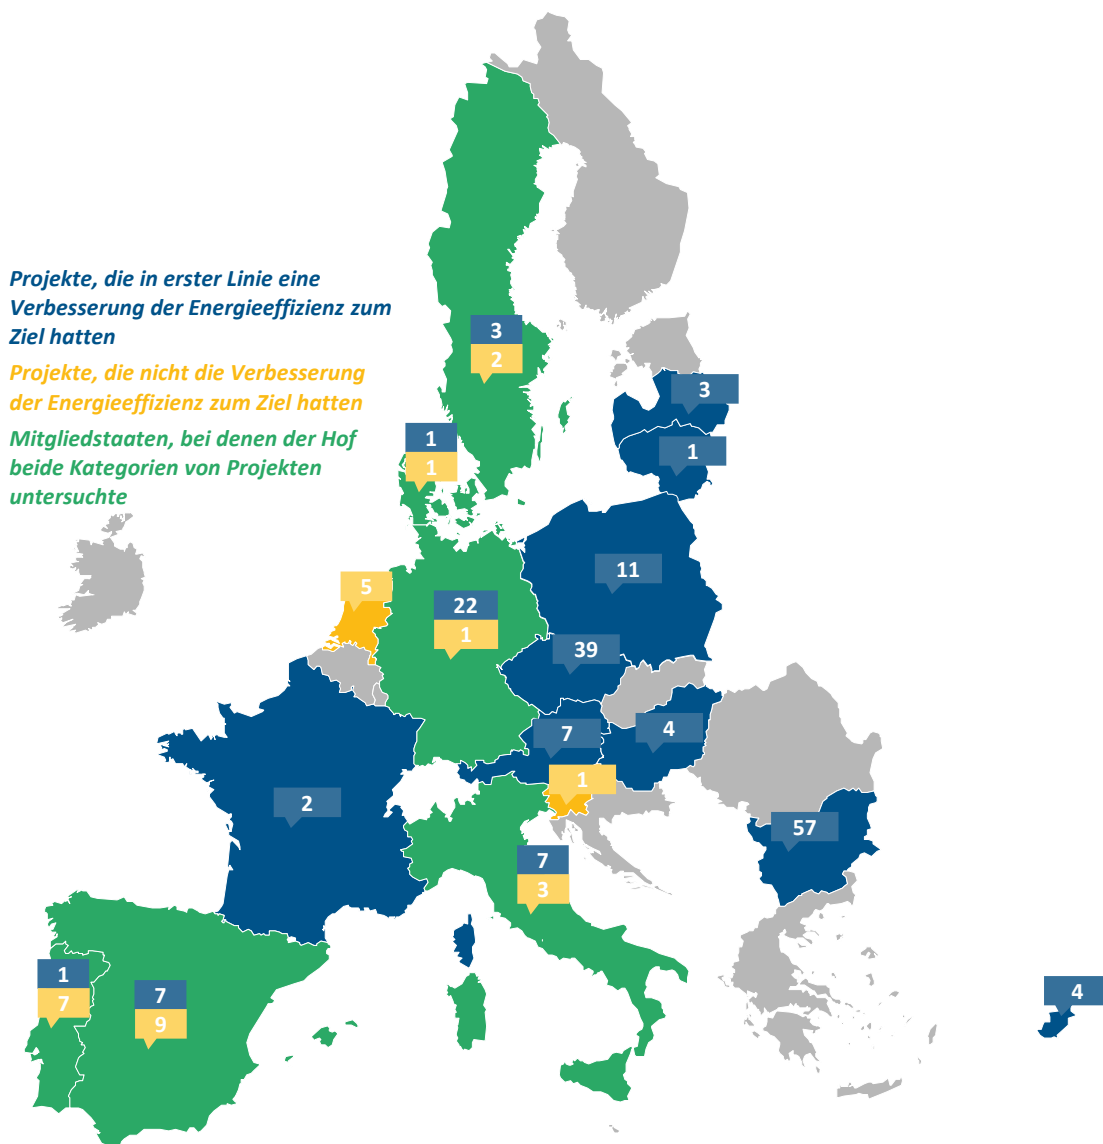 Projekte, die in erster Linie eine
Verbesserung der Energieeffizienz zum
Ziel hatten
Projekte, die nicht die Verbesserung
der Energieeffizienz zum Ziel hatten
Mitgliedstaaten, bei denen der Hof
beide Kategorien von Projekten
untersuchte
3
2
3
1
1
1
11
5
22
1
39
7
4
1
2
57
7
3
1
7
7
9
4